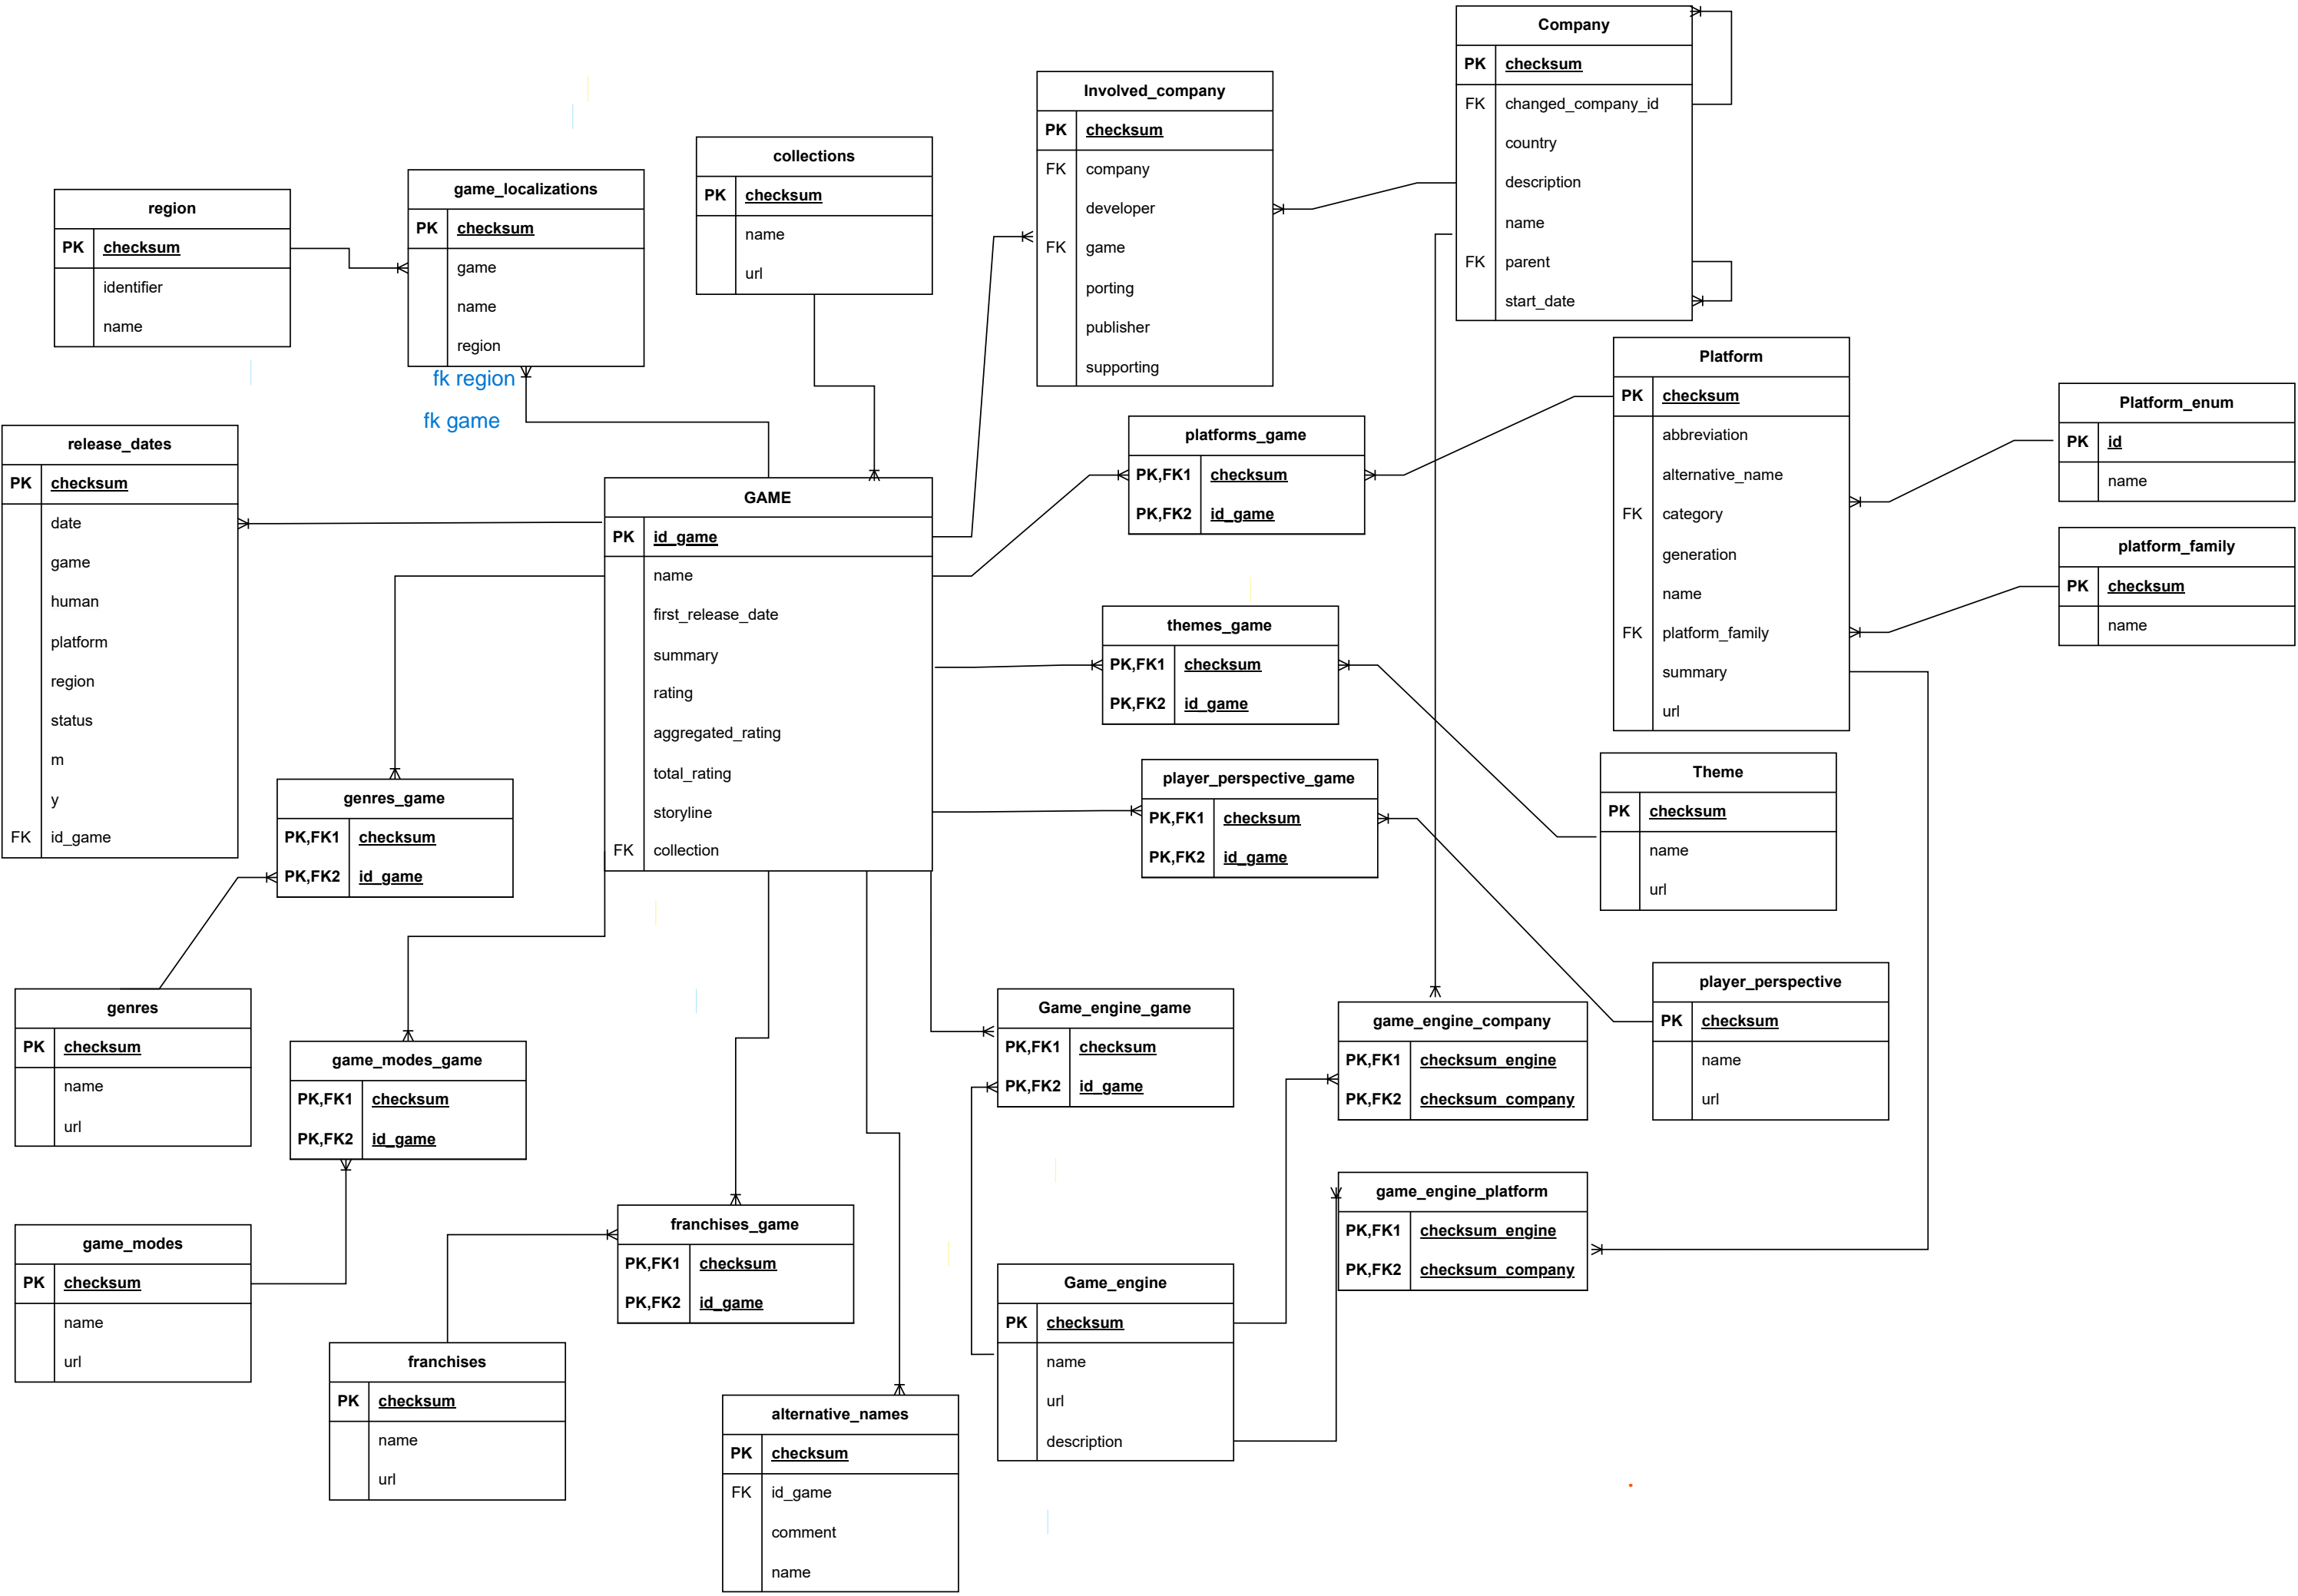 Company
PK checksum
FK changed_company_id
country
description
name
FK parent
start_date
Involved_company
PK checksum
FK company
developer
FK game
porting
publisher
supporting
collections
PK checksum
name
url
game_localizations
PK checksum
game
name
region
fk region
fk game
region
PK checksum
identifier
name
Platform
PK checksum
abbreviation
alternative_name
FK category
generation
name
FK platform_family
summary
url
Platform_enum
PK id
name
platform_family
PK checksum
name
platforms_game
PK,FK1 checksum
PK,FK2 id_game
release_dates
PK checksum
date
game
human
platform
region
status
m
y
FK id_game
GAME
PK id_game
name
first_release_date
summary
rating
aggregated_rating
total_rating
storyline
FK collection
themes_game
PK,FK1 checksum
PK,FK2 id_game
Theme
PK checksum
name
url
player_perspective_game
PK,FK1 checksum
PK,FK2 id_game
genres_game
PK,FK1 checksum
PK,FK2 id_game
player_perspective
PK checksum
name
url
genres
PK checksum
name
url
Game_engine_game
PK,FK1 checksum
PK,FK2 id_game
game_engine_company
PK,FK1 checksum_engine
PK,FK2 checksum_company
game_modes_game
PK,FK1 checksum
PK,FK2 id_game
game_engine_platform
PK,FK1 checksum_engine
PK,FK2 checksum_company
franchises_game
PK,FK1 checksum
PK,FK2 id_game
game_modes
PK checksum
name
url
Game_engine
PK checksum
name
url
description
franchises
PK checksum
name
url
alternative_names
PK checksum
FK id_game
comment
name